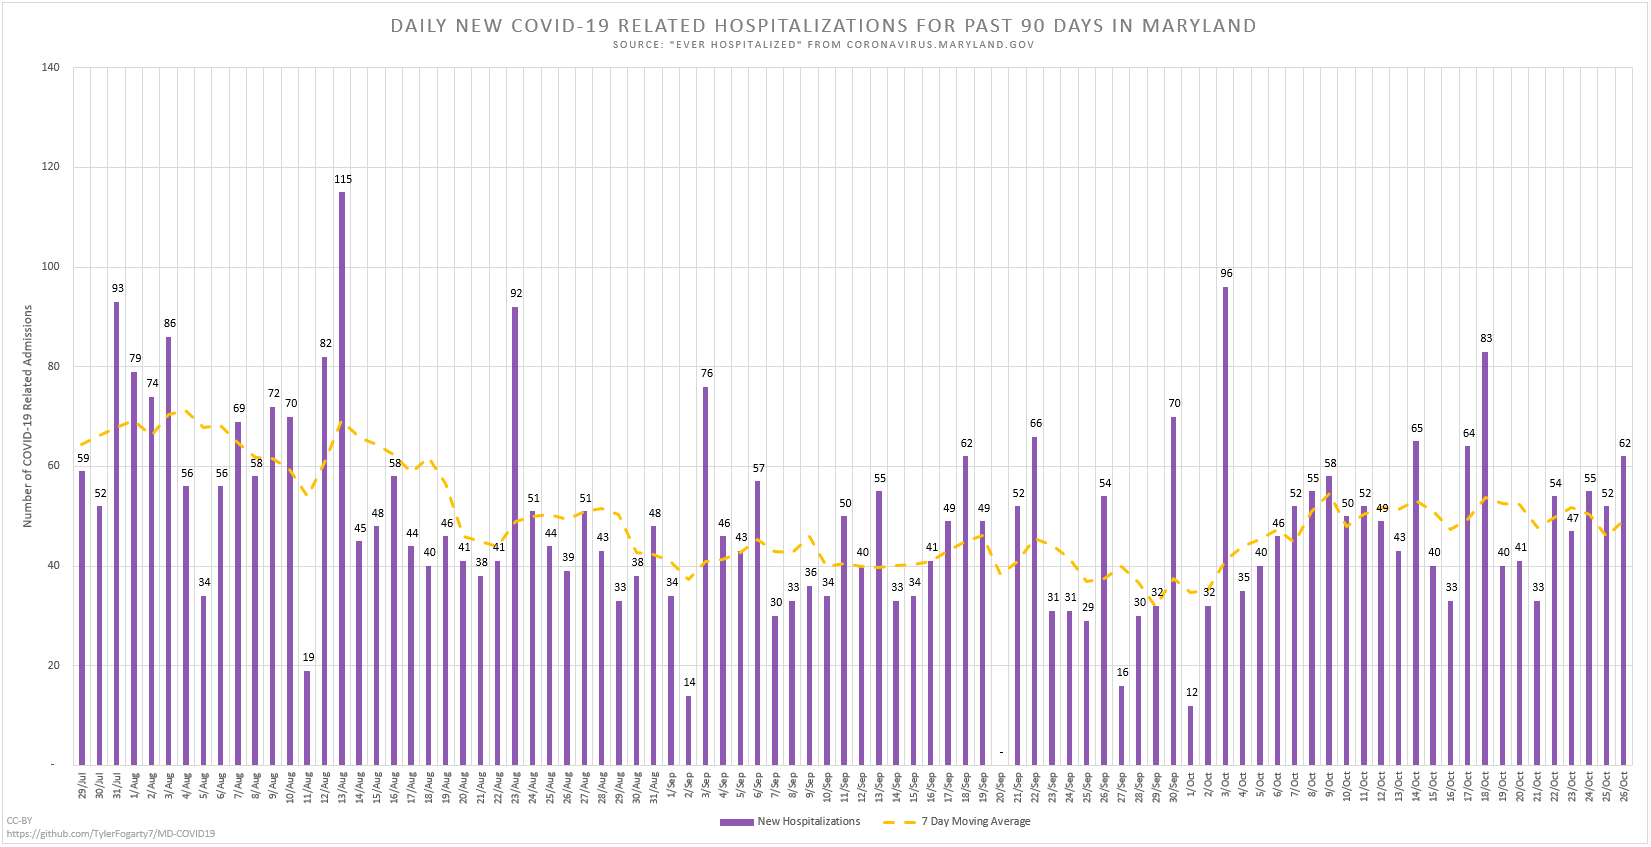 DAILY NEW COVID-19 RELATED HOSPITALIZATIONS FOR PAST 90 DAYS IN MARYLAND
SOURCE: "EVER HOSPITALIZED" FROM CORONAVIRUS.MARYLAND.GOV
Number of COVID-19 Related Admissions
140
120
100
80
60
40
20
-
59 52 93 79 74 86 56 34 56 69 58 72 70 19 82 115 45 48 58 44 40 46 41 38 41 92 51 44 39 51 43 33 38 48 34 14 76 46 43 57 30 33 36 34 50 40 55 33 34 41 49 62 49 - 52 66 31 31 29 54 16 30 32 70 12 32 96 35 40 46 52 55 58 50 52 49 43 65 40 33 64 83 40 41 33 54 47 55 52 62
29/Jul 30/Jul 31/Jul 1/Aug 2/Aug 3/Aug 4/Aug 5/Aug 6/Aug 7/Aug 8/Aug 9/Aug 10/Aug 11/Aug 12/Aug 13/Aug 14/Aug 15/Aug 16/Aug 17/Aug 18/Aug 19/Aug 20/Aug 21/Aug 22/Aug 23/Aug 24/Aug 25/Aug 26/Aug 27/Aug 28/Aug 29/Aug 30/Aug 31/Aug 1/Sep 2/Sep 3/Sep 4/Sep 5/Sep 6/Sep 7/Sep 8/Sep 9/Sep 10/Sep 11/Sep 12/Sep 13/Sep 14/Sep 15/Sep 16/Sep 17/Sep 18/Sep 19/Sep 20/Sep 21/Sep 22/Sep 23/Sep 24/Sep 25/Sep 26/Sep 27/Sep 28/Sep 29/Sep 30/Sep 1/Oct 2/Oct 3/Oct 4/Oct 5/Oct 6/Oct 7/Oct 8/Oct 9/Oct 10/Oct 11/Oct 12/Oct 13/Oct 14/Oct 15/Oct 16/Oct 17/Oct 18/Oct 19/Oct 20/Oct 21/Oct 22/Oct 23/Oct 24/Oct 25/Oct 26/Oct
New Hospitalizations 7 Day Moving Average
CC-BY
https://github.com/TylerFogarty7/MD-COVID19